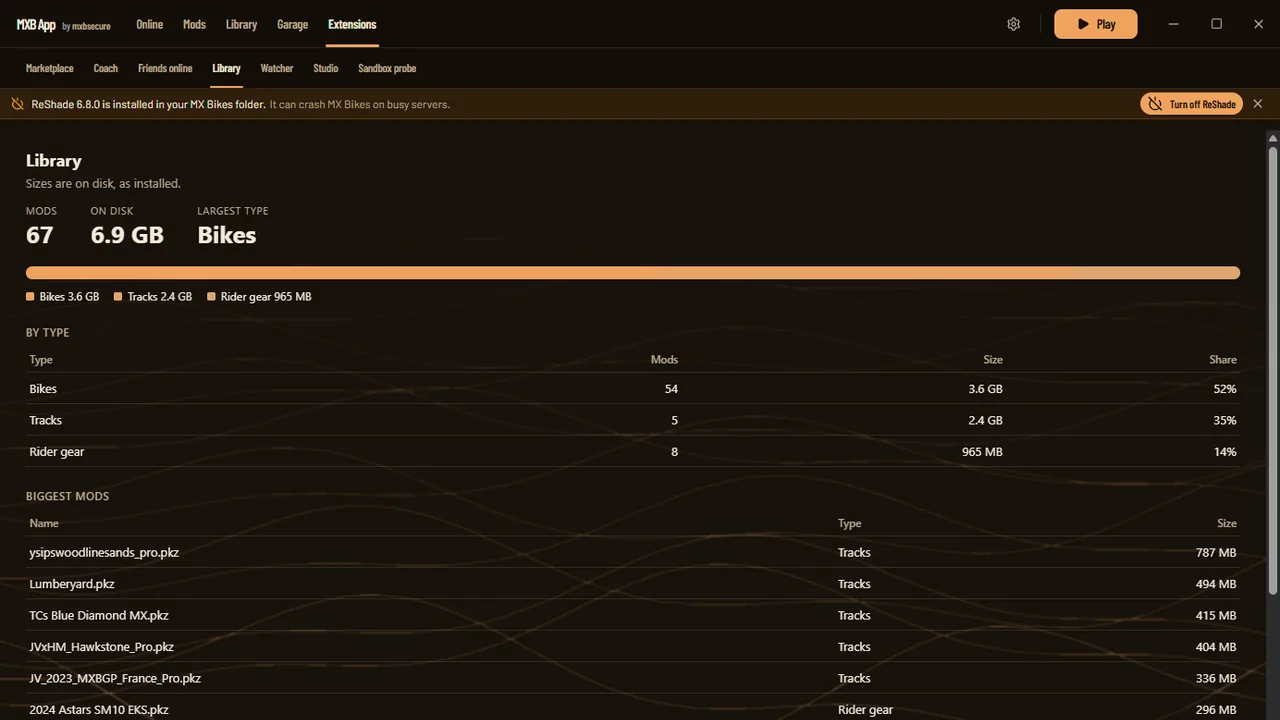 MXB App by mxbsecure Online Mods Library Garage Extensions Play
Marketplace Coach Friends online Library Watcher Studio Sandbox probe
ReShade 6.8.0 is installed in your MX Bikes folder. It can crash MX Bikes on busy servers. Turn off ReShade
Library
Sizes are on disk, as installed.
MODS ON DISK LARGEST TYPE
67 6.9 GB Bikes
Bikes 3.6 GB Tracks 2.4 GB Rider gear 965 MB
BY TYPE
Type Mods Size Share
Bikes 54 3.6 GB 52%
Tracks 5 2.4 GB 35%
Rider gear 8 965 MB 14%
BIGGEST MODS
Name Type Size
ysipswoodlinesands_pro.pkz Tracks 787 MB
Lumberyard.pkz Tracks 494 MB
TCs Blue Diamond MX.pkz Tracks 415 MB
JVxHM_Hawkstone_Pro.pkz Tracks 404 MB
JV_2023_MXBGP_France_Pro.pkz Tracks 336 MB
2024 Astars SM10 EKS.pkz Rider gear 296 MB